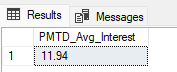 Results Messages
PMTD_Avg_Interest
1 11.94